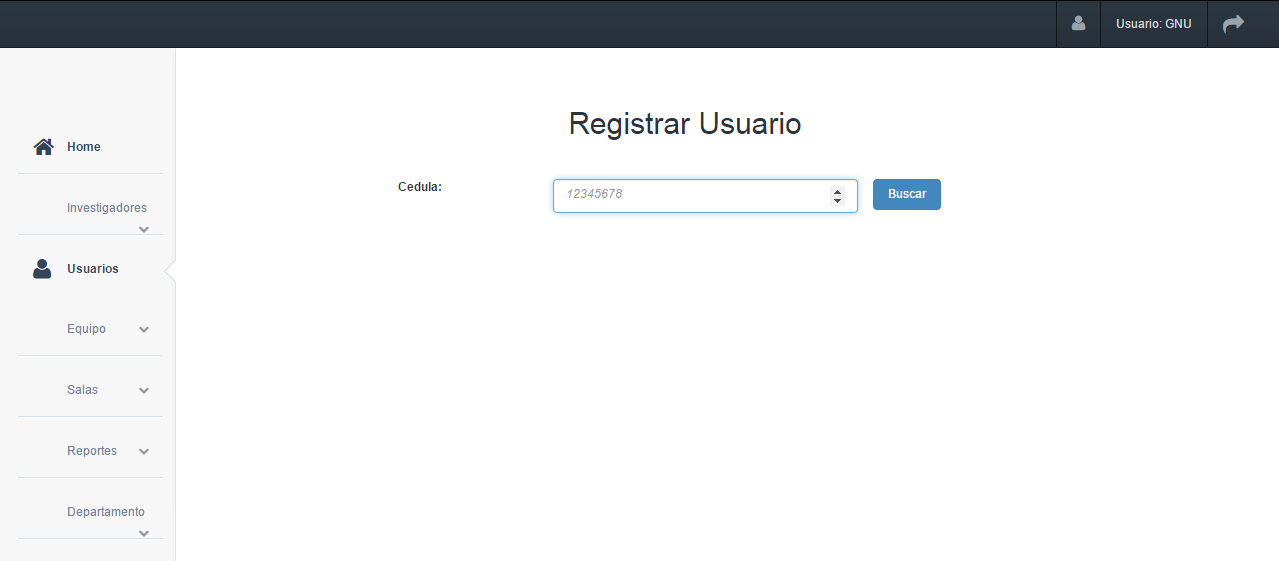 Usuario: GNU
Home
Investigadores
Usuarios
Equipo
Salas
Reportes
Departamento
Registrar Usuario
Cedula:
12345678
Buscar